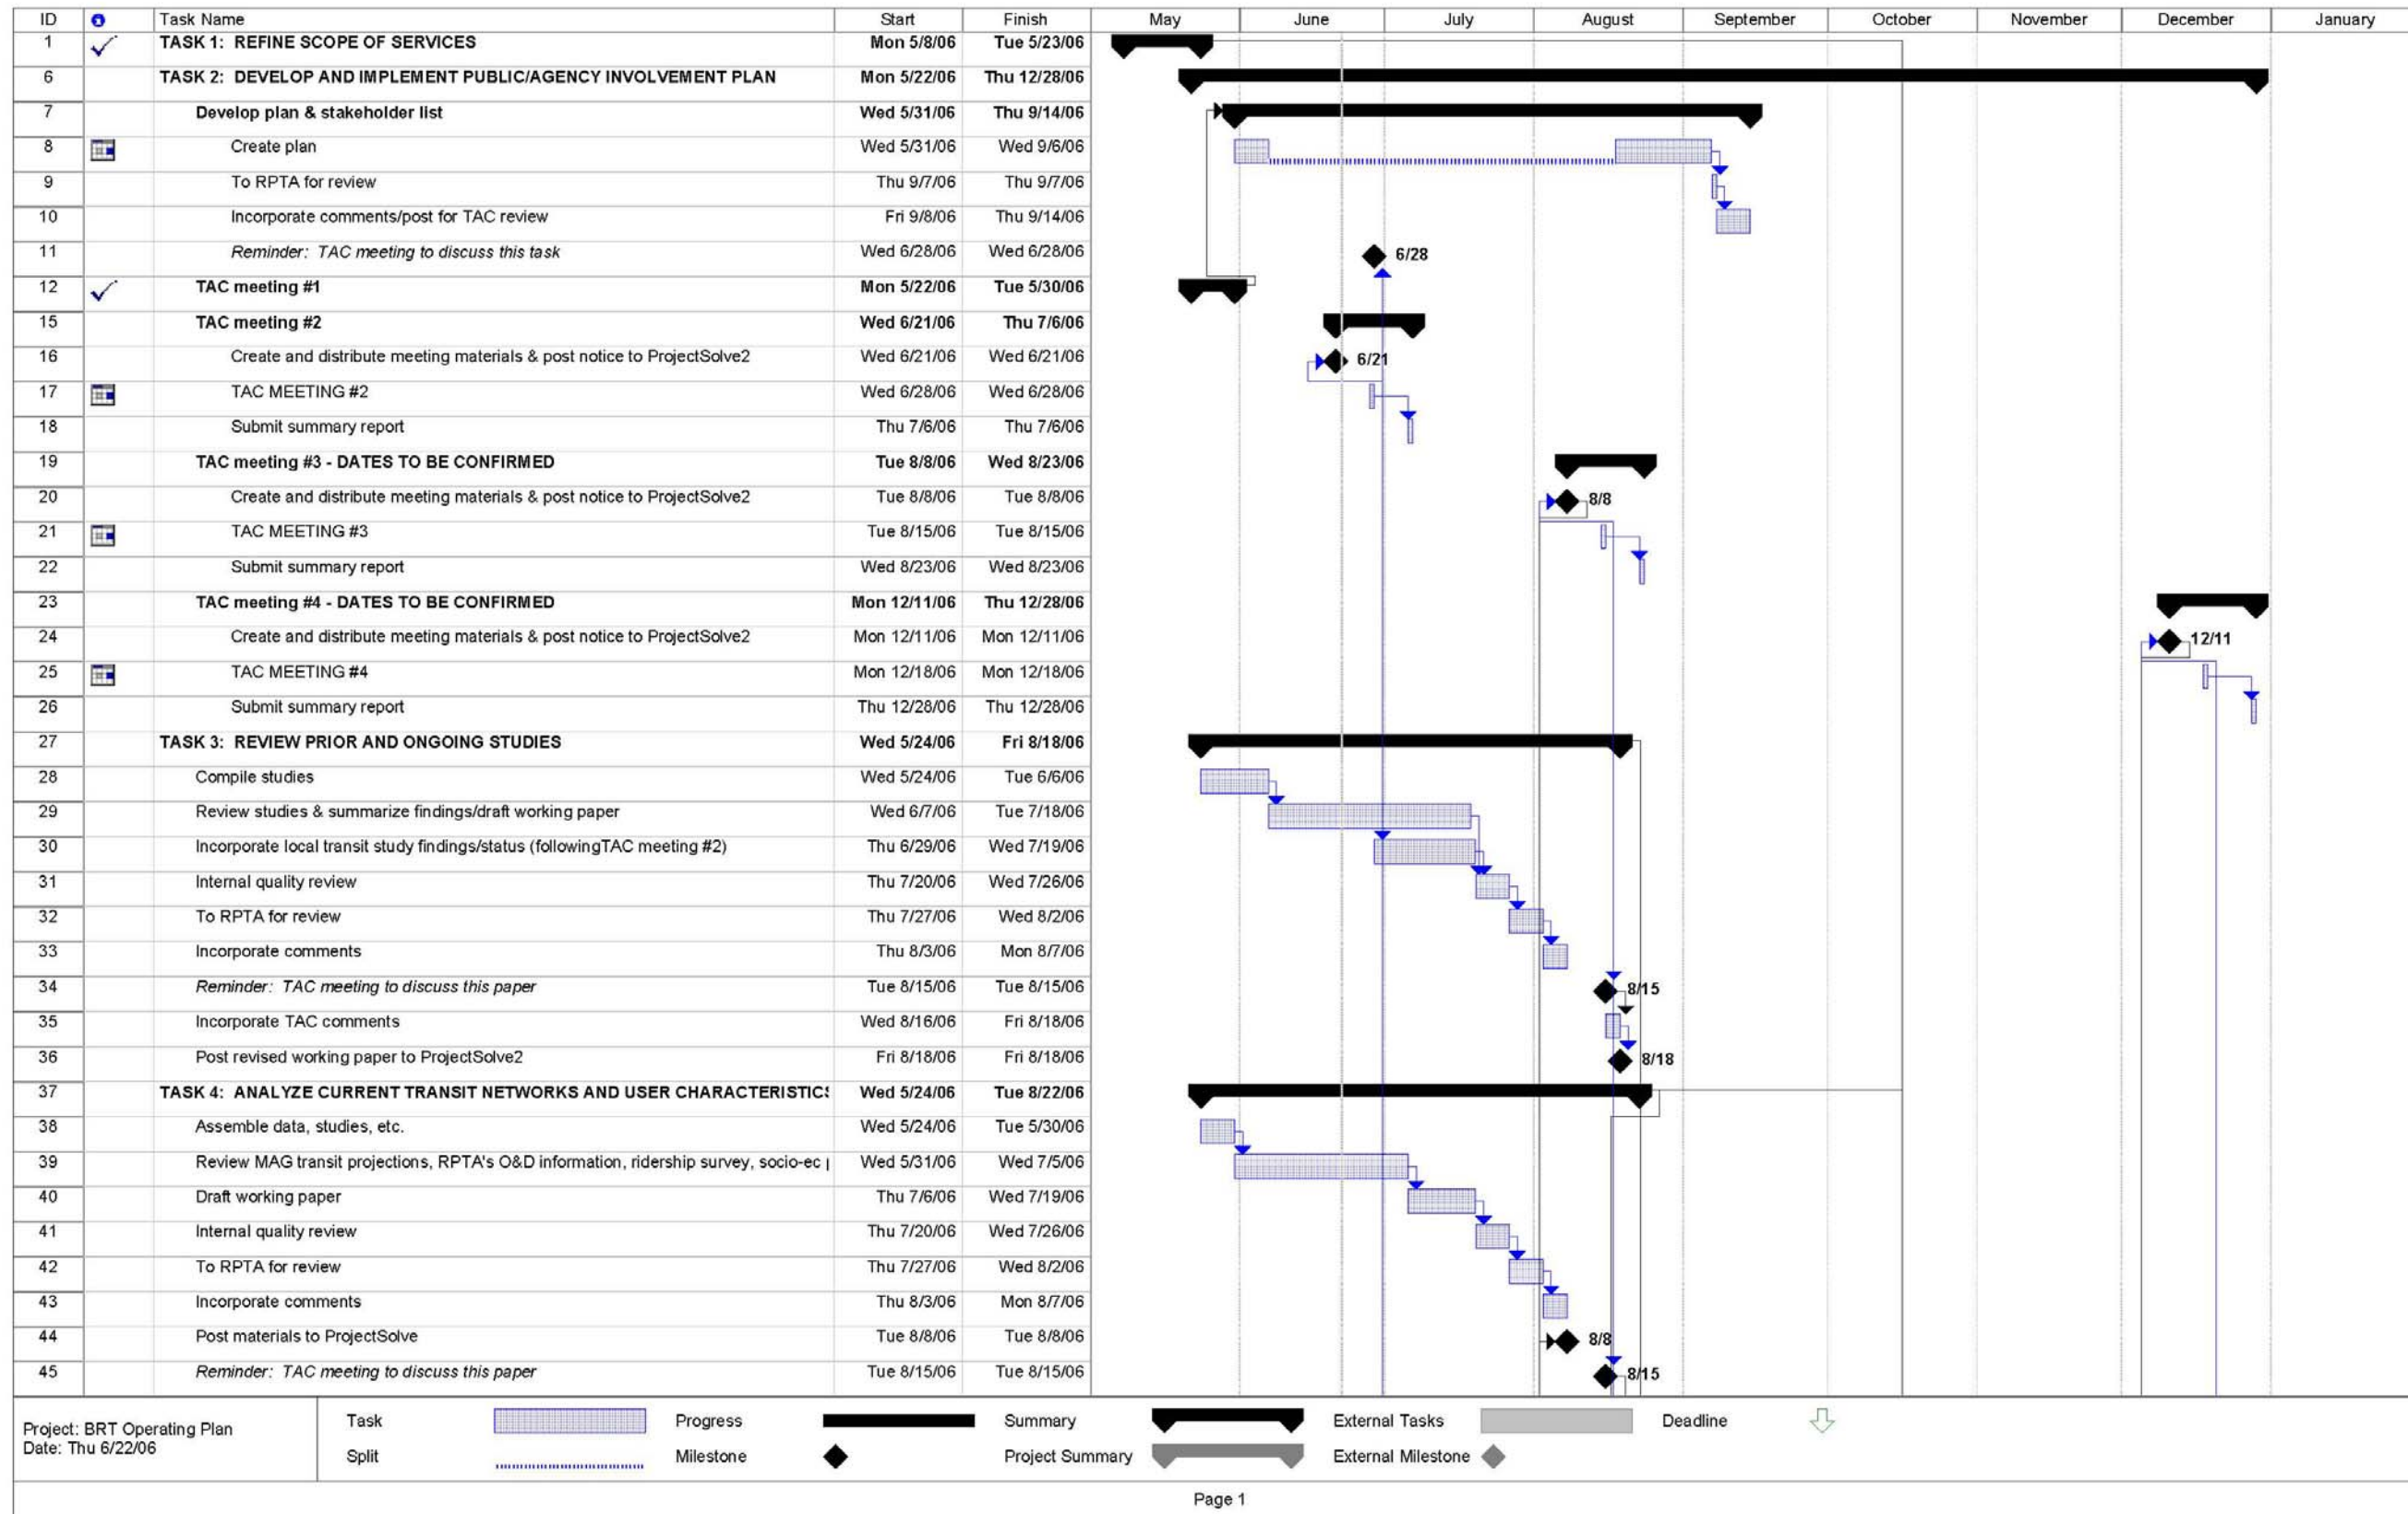 ID Task Name Start Finish May June July August September October November December January
1 TASK 1: REFINE SCOPE OF SERVICES Mon 5/8/06 Tue 5/23/06
6 TASK 2: DEVELOP AND IMPLEMENT PUBLIC/AGENCY INVOLVEMENT PLAN Mon 5/22/06 Thu 12/28/06
7 Develop plan & stakeholder list Wed 5/31/06 Thu 9/14/06
8 Create plan Wed 5/31/06 Wed 9/6/06
9 To RPTA for review Thu 9/7/06 Thu 9/7/06
10 Incorporate comments/post for TAC review Fri 9/8/06 Thu 9/14/06
11 Reminder: TAC meeting to discuss this task Wed 6/28/06 Wed 6/28/06 6/28
12 TAC meeting #1 Mon 5/22/06 Tue 5/30/06
15 TAC meeting #2 Wed 6/21/06 Thu 7/6/06
16 Create and distribute meeting materials & post notice to ProjectSolve2 Wed 6/21/06 Wed 6/21/06 6/21
17 TAC MEETING #2 Wed 6/28/06 Wed 6/28/06
18 Submit summary report Thu 7/6/06 Thu 7/6/06
19 TAC meeting #3 - DATES TO BE CONFIRMED Tue 8/8/06 Wed 8/23/06
20 Create and distribute meeting materials & post notice to ProjectSolve2 Tue 8/8/06 Tue 8/8/06 8/8
21 TAC MEETING #3 Tue 8/15/06 Tue 8/15/06
22 Submit summary report Wed 8/23/06 Wed 8/23/06
23 TAC meeting #4 - DATES TO BE CONFIRMED Mon 12/11/06 Thu 12/28/06
24 Create and distribute meeting materials & post notice to ProjectSolve2 Mon 12/11/06 Mon 12/11/06 12/11
25 TAC MEETING #4 Mon 12/18/06 Mon 12/18/06
26 Submit summary report Thu 12/28/06 Thu 12/28/06
27 TASK 3: REVIEW PRIOR AND ONGOING STUDIES Wed 5/24/06 Fri 8/18/06
28 Compile studies Wed 5/24/06 Tue 6/6/06
29 Review studies & summarize findings/draft working paper Wed 6/7/06 Tue 7/18/06
30 Incorporate local transit study findings/status (followingTAC meeting #2) Thu 6/29/06 Wed 7/19/06
31 Internal quality review Thu 7/20/06 Wed 7/26/06
32 To RPTA for review Thu 7/27/06 Wed 8/2/06
33 Incorporate comments Thu 8/3/06 Mon 8/7/06
34 Reminder: TAC meeting to discuss this paper Tue 8/15/06 Tue 8/15/06 8/15
35 Incorporate TAC comments Wed 8/16/06 Fri 8/18/06
36 Post revised working paper to ProjectSolve2 Fri 8/18/06 Fri 8/18/06 8/18
37 TASK 4: ANALYZE CURRENT TRANSIT NETWORKS AND USER CHARACTERISTICS Wed 5/24/06 Tue 8/22/06
38 Assemble data, studies, etc. Wed 5/24/06 Tue 5/30/06
39 Review MAG transit projections, RPTA's O&D information, ridership survey, socio-ec Wed 5/31/06 Wed 7/5/06
40 Draft working paper Thu 7/6/06 Wed 7/19/06
41 Internal quality review Thu 7/20/06 Wed 7/26/06
42 To RPTA for review Thu 7/27/06 Wed 8/2/06
43 Incorporate comments Thu 8/3/06 Mon 8/7/06
44 Post materials to ProjectSolve Tue 8/8/06 Tue 8/8/06 8/8
45 Reminder: TAC meeting to discuss this paper Tue 8/15/06 Tue 8/15/06 8/15
Project: BRT Operating Plan
Date: Thu 6/22/06
Task Progress Summary External Tasks Deadline
Split Milestone Project Summary External Milestone
Page 1